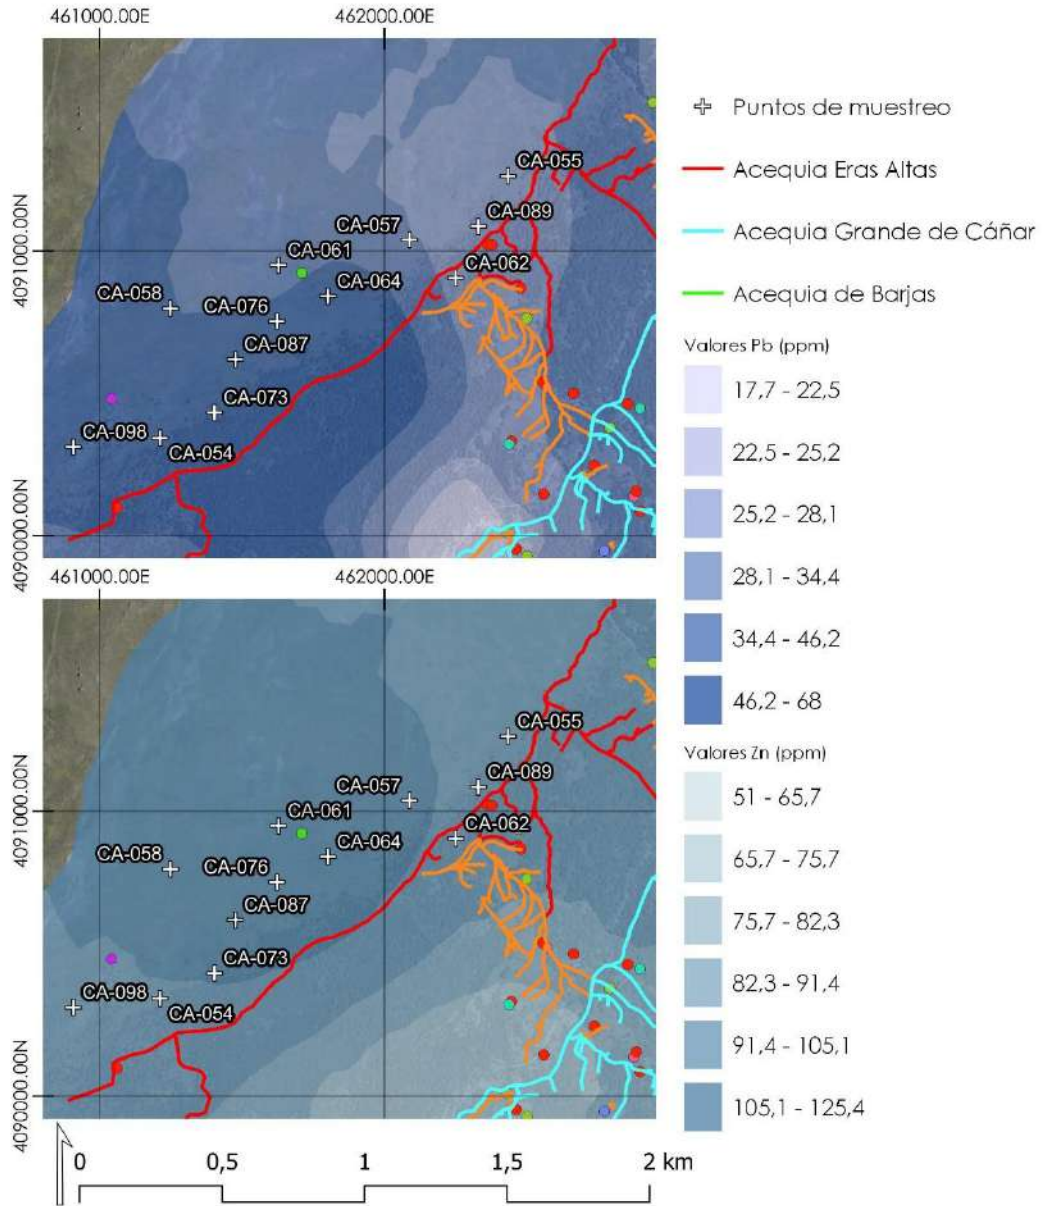 461000.00E
462000.00E
4091000.00N
4090000.00N
CA-055
CA-089
CA-057
CA-061
CA-062
CA-064
CA-058
CA-076
CA-087
CA-073
CA-098
CA-054
461000.00E
462000.00E
4091000.00N
4090000.00N
CA-055
CA-089
CA-057
CA-061
CA-062
CA-064
CA-058
CA-076
CA-087
CA-073
CA-098
CA-054
0
0,5
1
1,5
2 km
Puntos de muestreo
Acequia Eras Altas
Acequia Grande de Cáñar
Acequia de Barjas
Valores Pb (ppm)
17,7 - 22,5
22,5 - 25,2
25,2 - 28,1
28,1 - 34,4
34,4 - 46,2
46,2 - 68
Valores Zn (ppm)
51 - 65,7
65,7 - 75,7
75,7 - 82,3
82,3 - 91,4
91,4 - 105,1
105,1 - 125,4